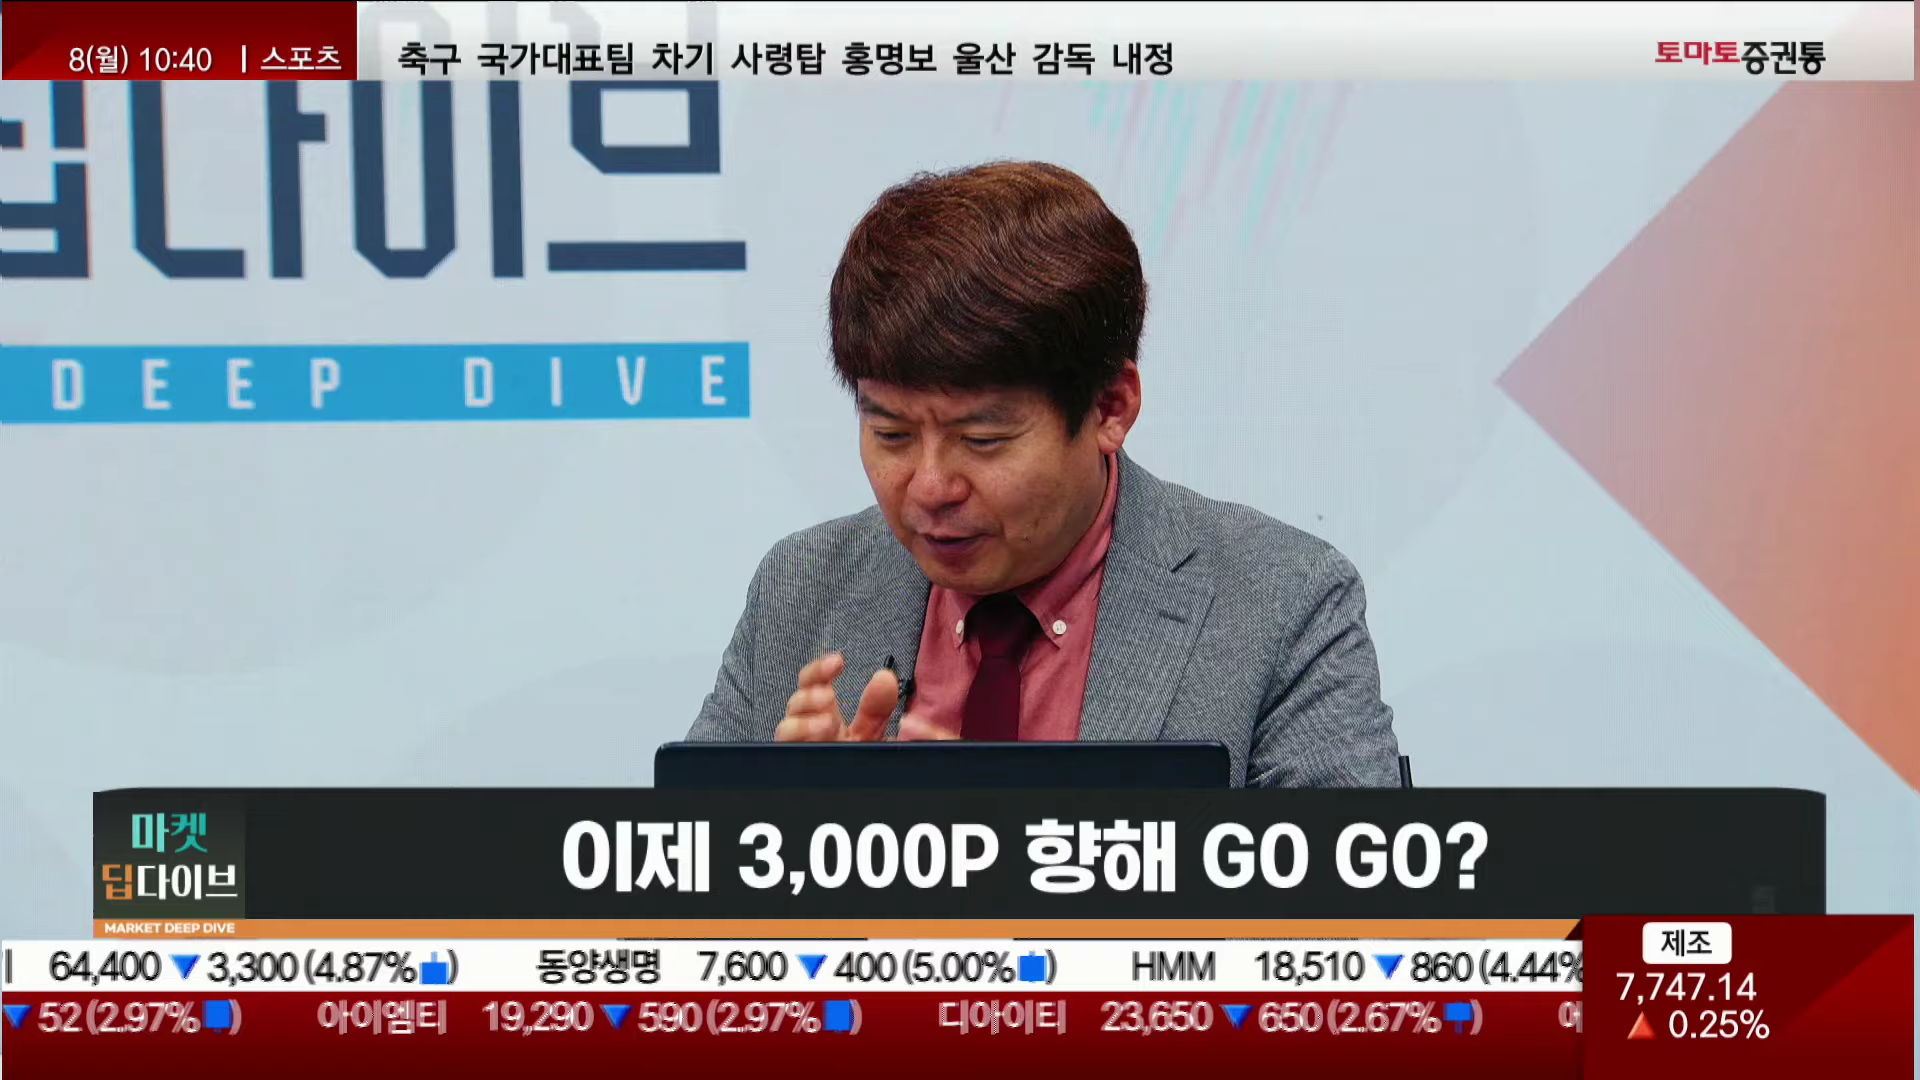 8(월) 10:40 | 스포츠 축구 국가대표팀 차기 사령탑 홍명보 울산 감독 내정
토마토증권통
딥다이브
DEEP DIVE
이제 3,000P 향해 GO GO?
마켓
딥다이브
MARKET DEEP DIVE
64,400 ▼ 3,300 (4.87%) 동양생명 7,600 ▼ 400 (5.00%) HMM 18,510 ▼ 860 (4.44%
▼ 52 (2.97%) 아이엠티 19,290 ▼ 590 (2.97%) 디아이티 23,650 ▼ 650 (2.67%)
제조
7,747.14
▲ 0.25%